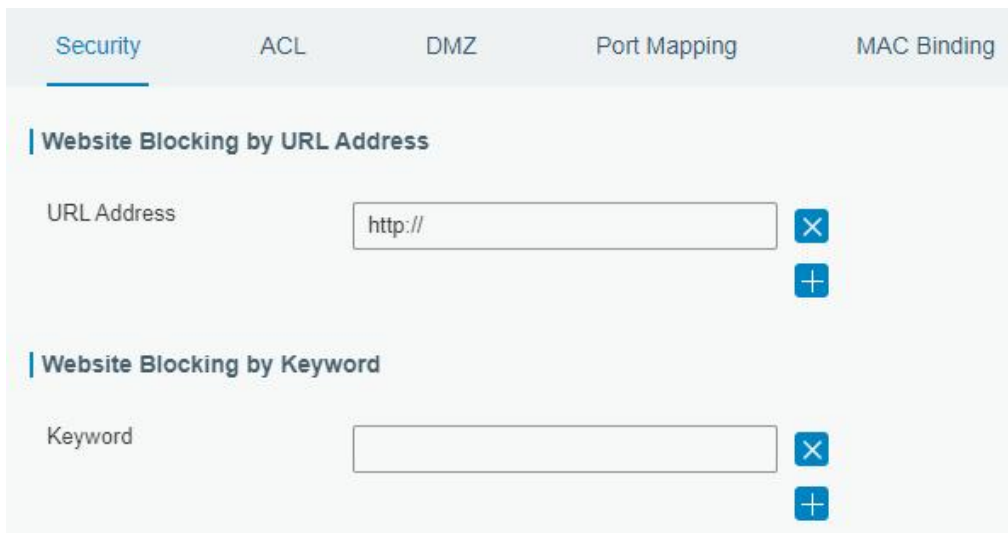 Security ACL DMZ Port Mapping MAC Binding
Website Blocking by URL Address
URL Address http://
Website Blocking by Keyword
Keyword